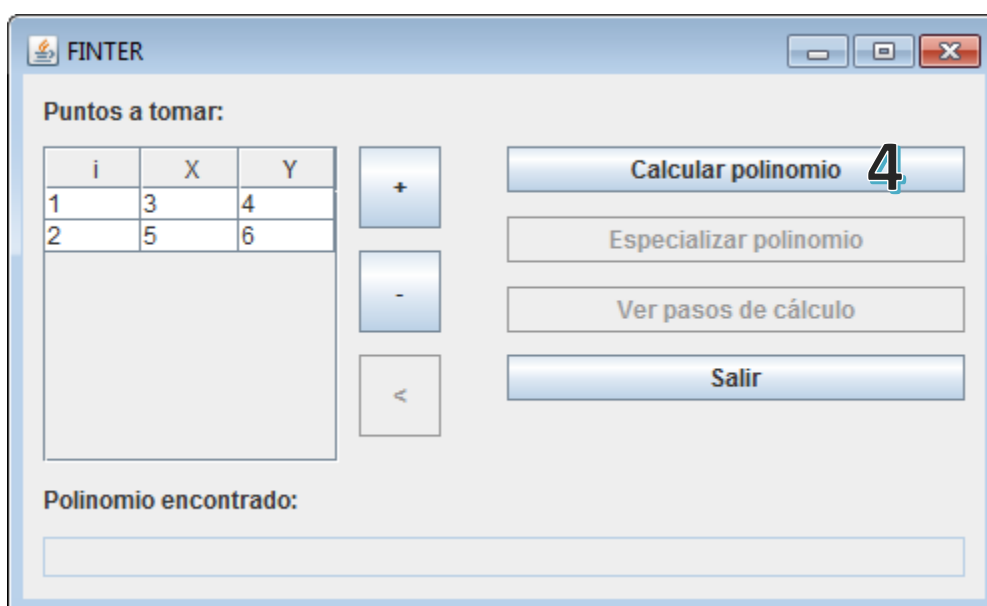 FINTER
Puntos a tomar:
i X Y
1 3 4
2 5 6
+
-
<
Calcular polinomio 4
Especializar polinomio
Ver pasos de cálculo
Salir
Polinomio encontrado: